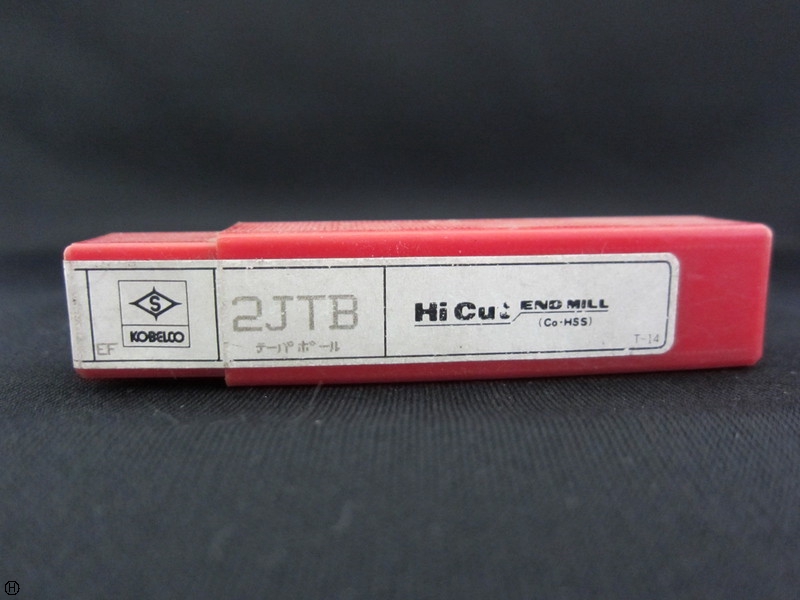 S
KOBELCO
EF
2JTB
テーパボール
Hi Cut END MILL
(Co-HSS)
T-14
H